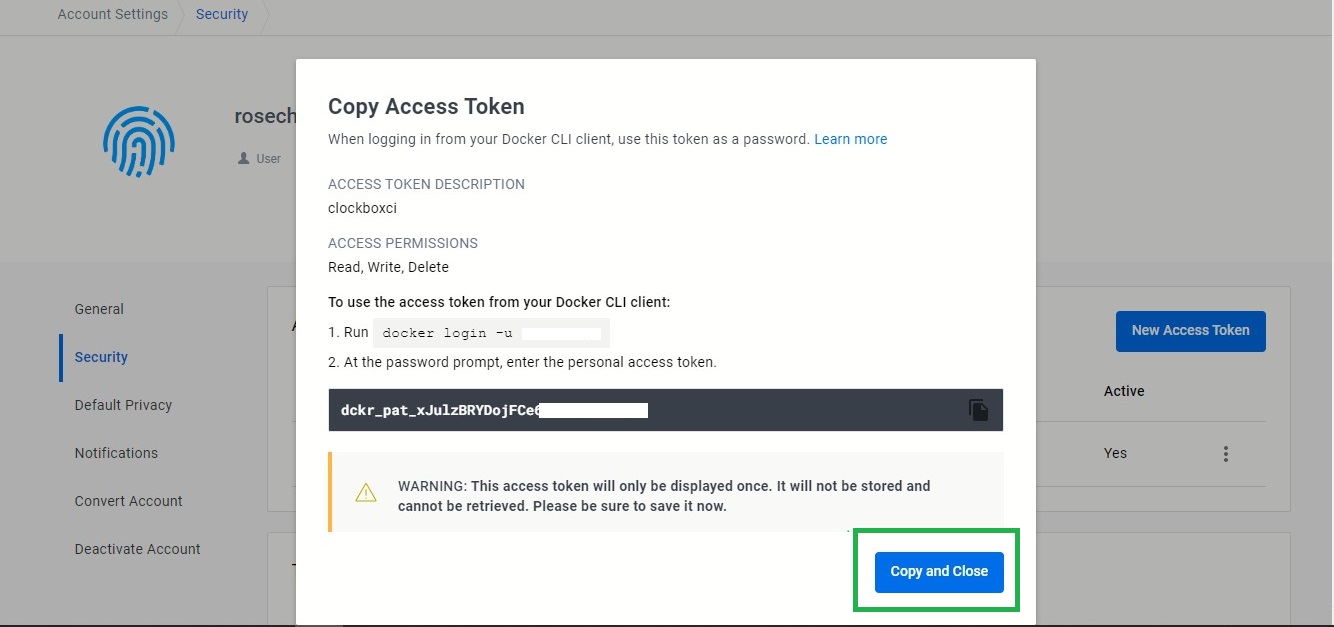 Account Settings
Security
rosech
User
Copy Access Token
When logging in from your Docker CLI client, use this token as a password. Learn more
ACCESS TOKEN DESCRIPTION
clockboxci
ACCESS PERMISSIONS
Read, Write, Delete
To use the access token from your Docker CLI client:
1. Run docker login -u
2. At the password prompt, enter the personal access token.
dckr_pat_xJulzBRYDojFCe6
WARNING: This access token will only be displayed once. It will not be stored and
cannot be retrieved. Please be sure to save it now.
Copy and Close
General
Security
Default Privacy
Notifications
Convert Account
Deactivate Account
New Access Token
Active
Yes